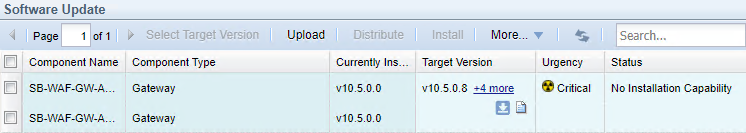 Software Update
Page 1 of 1 Select Target Version Upload Distribute Install More... Search...
Component Name Component Type Currently Ins... Target Version Urgency Status
SB-WAF-GW-A... Gateway v10.5.0.0 v10.5.0.8 +4 more Critical No Installation Capability
SB-WAF-GW-A... Gateway v10.5.0.0